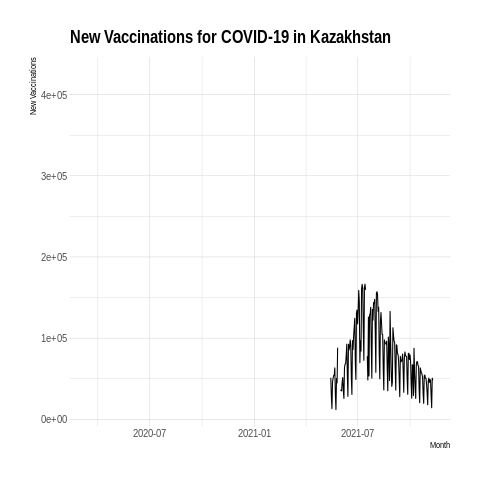 New Vaccinations for COVID-19 in Kazakhstan
New Vaccinations
4e+05
3e+05
2e+05
1e+05
0e+00
2020-07 2021-01 2021-07
Month